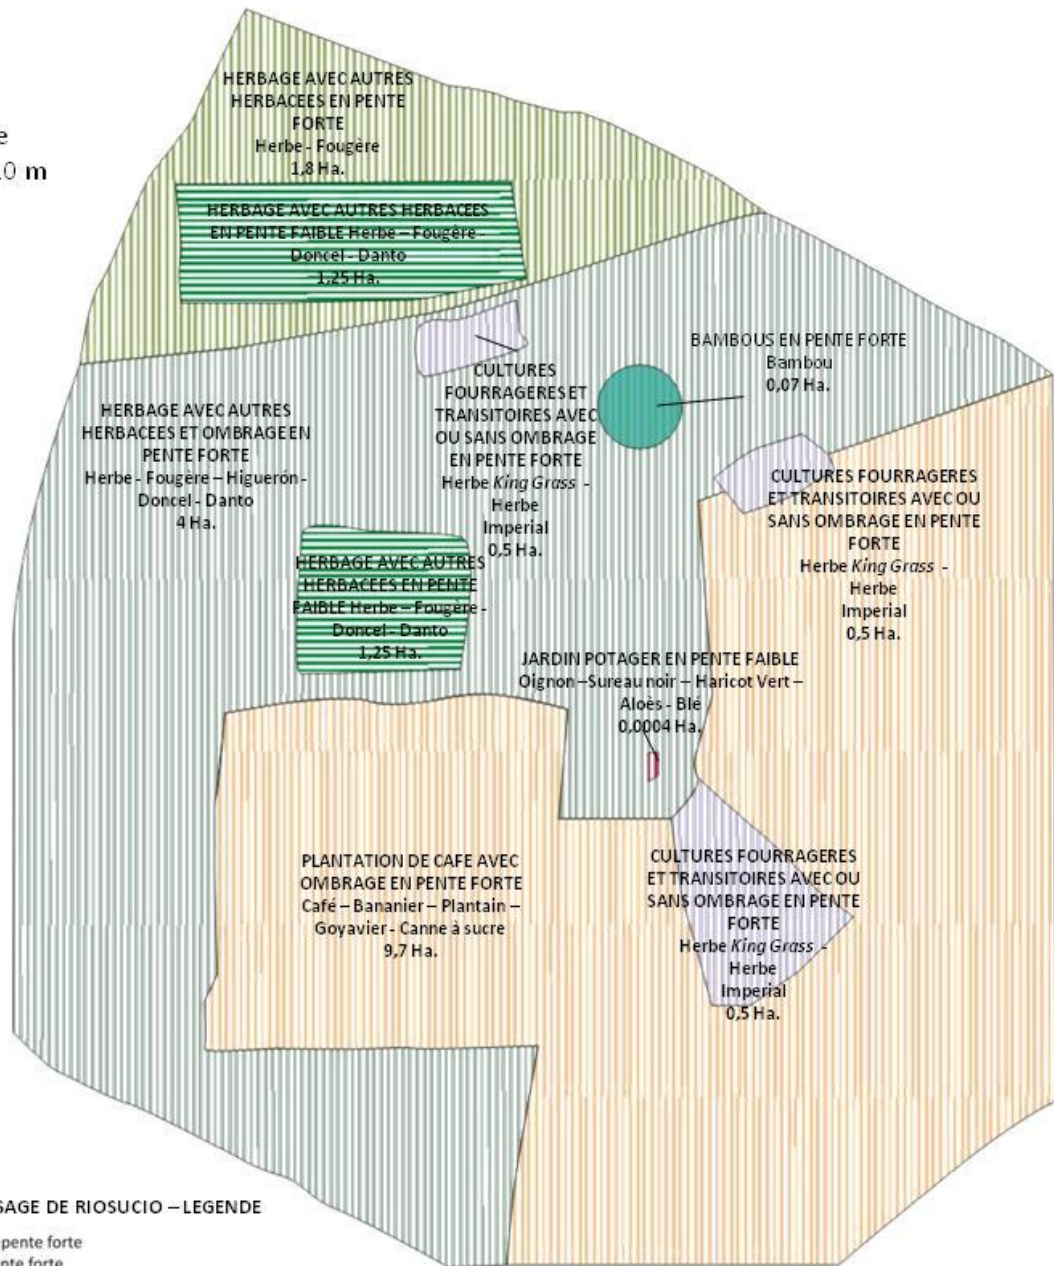 HERBAGE AVEC AUTRES
HERBACEES EN PENTE
FORTE
Herbe - Fougère
1,8 Ha.
e
0 m
HERBAGE AVEC AUTRES HERBACEES
EN PENTE FAIBLE Herbe – Fougère -
Doncel - Danto
1,25 Ha.
BAMBOUS EN PENTE FORTE
Bambou
0,07 Ha.
CULTURES
FOURRAGERES ET
TRANSITOIRES AVEC
OU SANS OMBRAGE
EN PENTE FORTE
Herbe King Grass -
Herbe
Imperial
0,5 Ha.
HERBAGE AVEC AUTRES
HERBACEES ET OMBRAGE EN
PENTE FORTE
Herbe - Fougère – Higuerón -
Doncel - Danto
4 Ha.
CULTURES FOURRAGERES
ET TRANSITOIRES AVEC OU
SANS OMBRAGE EN PENTE
FORTE
Herbe King Grass -
Herbe
Imperial
0,5 Ha.
HERBAGE AVEC AUTRES
HERBACEES EN PENTE
FAIBLE Herbe – Fougère -
Doncel - Danto
1,25 Ha.
JARDIN POTAGER EN PENTE FAIBLE
Oignon –Sureau noir – Haricot Vert –
Aloès - Blé
0,0004 Ha.
PLANTATION DE CAFE AVEC
OMBRAGE EN PENTE FORTE
Café – Bananier – Plantain –
Goyavier - Canne à sucre
9,7 Ha.
CULTURES FOURRAGERES
ET TRANSITOIRES AVEC OU
SANS OMBRAGE EN PENTE
FORTE
Herbe King Grass -
Herbe
Imperial
0,5 Ha.
SAGE DE RIOSUCIO – LEGENDE
pente forte
nte forte